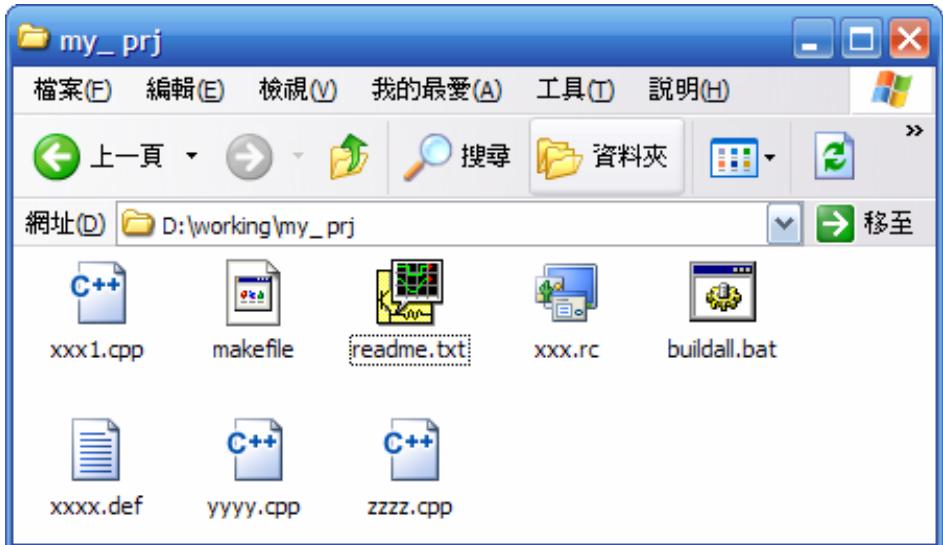 my_ prj
檔案(F) 編輯(E) 檢視(V) 我的最愛(A) 工具(T) 說明(H)
上一頁 搜尋 資料夾 »
網址(D) D:\working\my_ prj 移至
C++ C++ C++
xxx1.cpp makefile readme.txt xxx.rc buildall.bat
xxxx.def yyyy.cpp zzzz.cpp